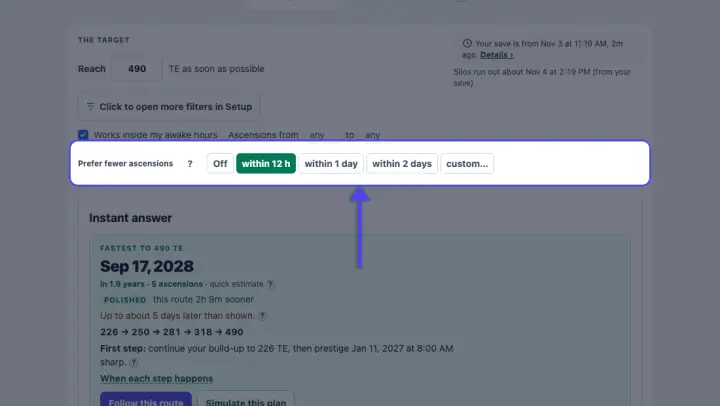 THE TARGET
Reach 490 TE as soon as possible
Your save is from Nov 3 at 11:19 AM, 2m
ago. Details ›
Silos run out about Nov 4 at 2:19 PM (from your
save)
Click to open more filters in Setup
Works inside my awake hours Ascensions from any to any
Prefer fewer ascensions ? Off within 12 h within 1 day within 2 days custom...
Instant answer
FASTEST TO 490 TE
Sep 17, 2028
in 1.9 years · 5 ascensions · quick estimate ?
POLISHED this route 2h 9m sooner
Up to about 5 days later than shown. ?
226 → 250 → 281 → 318 → 490
First step: continue your build-up to 226 TE, then prestige Jan 11, 2027 at 8:00 AM
sharp. ?
When each step happens
Follow this route Simulate this plan